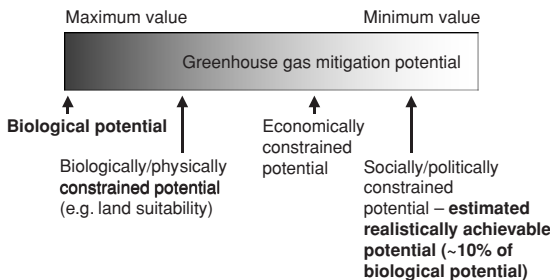 Maximum value
Minimum value
Greenhouse gas mitigation potential
Biological potential
Biologically/physically
constrained potential
(e.g. land suitability)
Economically
constrained
potential
Socially/politically
constrained
potential – estimated
realistically achievable
potential (~10% of
biological potential)